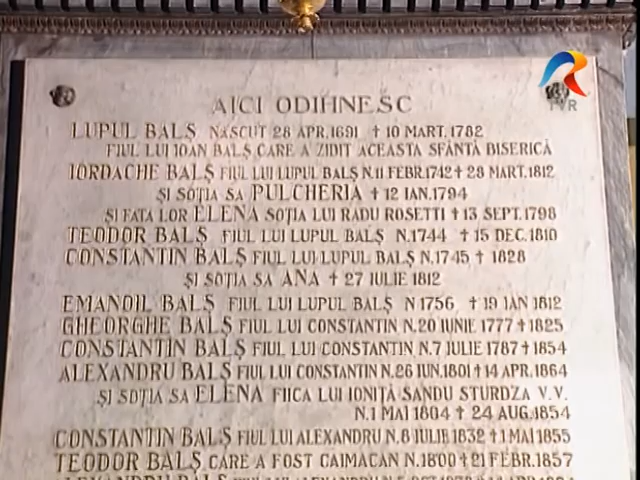 TVR
AICI ODIHNESC
LUPUL BALȘ NASCUT 28 APR.1691 ✝ 10 MART. 1782
FIUL LUI IOAN BALȘ CARE A ZIDIT ACEASTA SFÂNTĂ BISERICĂ
IORDACHE BALȘ FIUL LUI LUPUL BALȘ N.11 FEBR.1742 ✝ 28 MART. 1812
ȘI SOȚIA SA PULCHERIA ✝ 12 IAN.1794
ȘI FATA LOR ELENA SOȚIA LUI RADU ROSETTI ✝ 13 SEPT.1798
TEODOR BALȘ FIUL LUI LUPUL BALȘ N.1744 ✝ 15 DEC.1810
CONSTANTIN BALȘ FIUL LUI LUPUL BALȘ N.1745 ✝ 1828
ȘI SOȚIA SA ANA ✝ 27 IULIE 1812
EMANOIL BALȘ FIUL LUI LUPUL BALȘ N 1756 ✝ 19 IAN 1812
GHEORGHE BALȘ FIUL LUI CONSTANTIN N.20 IUNIE 1777 ✝ 1825
CONSTANTIN BALȘ FIUL LUI CONSTANTIN N.7 IULIE 1787 ✝ 1854
ALEXANDRU BALȘ FIUL LUI CONSTANTIN N.26 IUN.1801 ✝ 14 APR.1864
ȘI SOȚIA SA ELENA FIICA LUI IONIȚĂ SANDU STURDZA V.V.
N.1 MAI 1804 ✝ 24 AUG.1854
CONSTANTIN BALȘ FIUL LUI ALEXANDRU N.8 IULIE 1832 ✝ 1 MAI 1855
TEODOR BALȘ CARE A FOST CAIMACAN N.1800 ✝ 21 FEBR.1857
ALEXANDRU BALȘ FIUL LUI ALEXANDRU